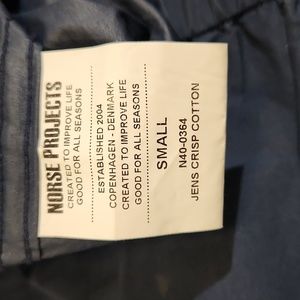 NORSE PROJECTS
CREATED TO IMPROVE LIFE
GOOD FOR ALL SEASONS
ESTABLISHED 2004
COPENHAGEN - DENMARK
CREATED TO IMPROVE LIFE
GOOD FOR ALL SEASONS
SMALL
N40-0364
JENS CRISP COTTON